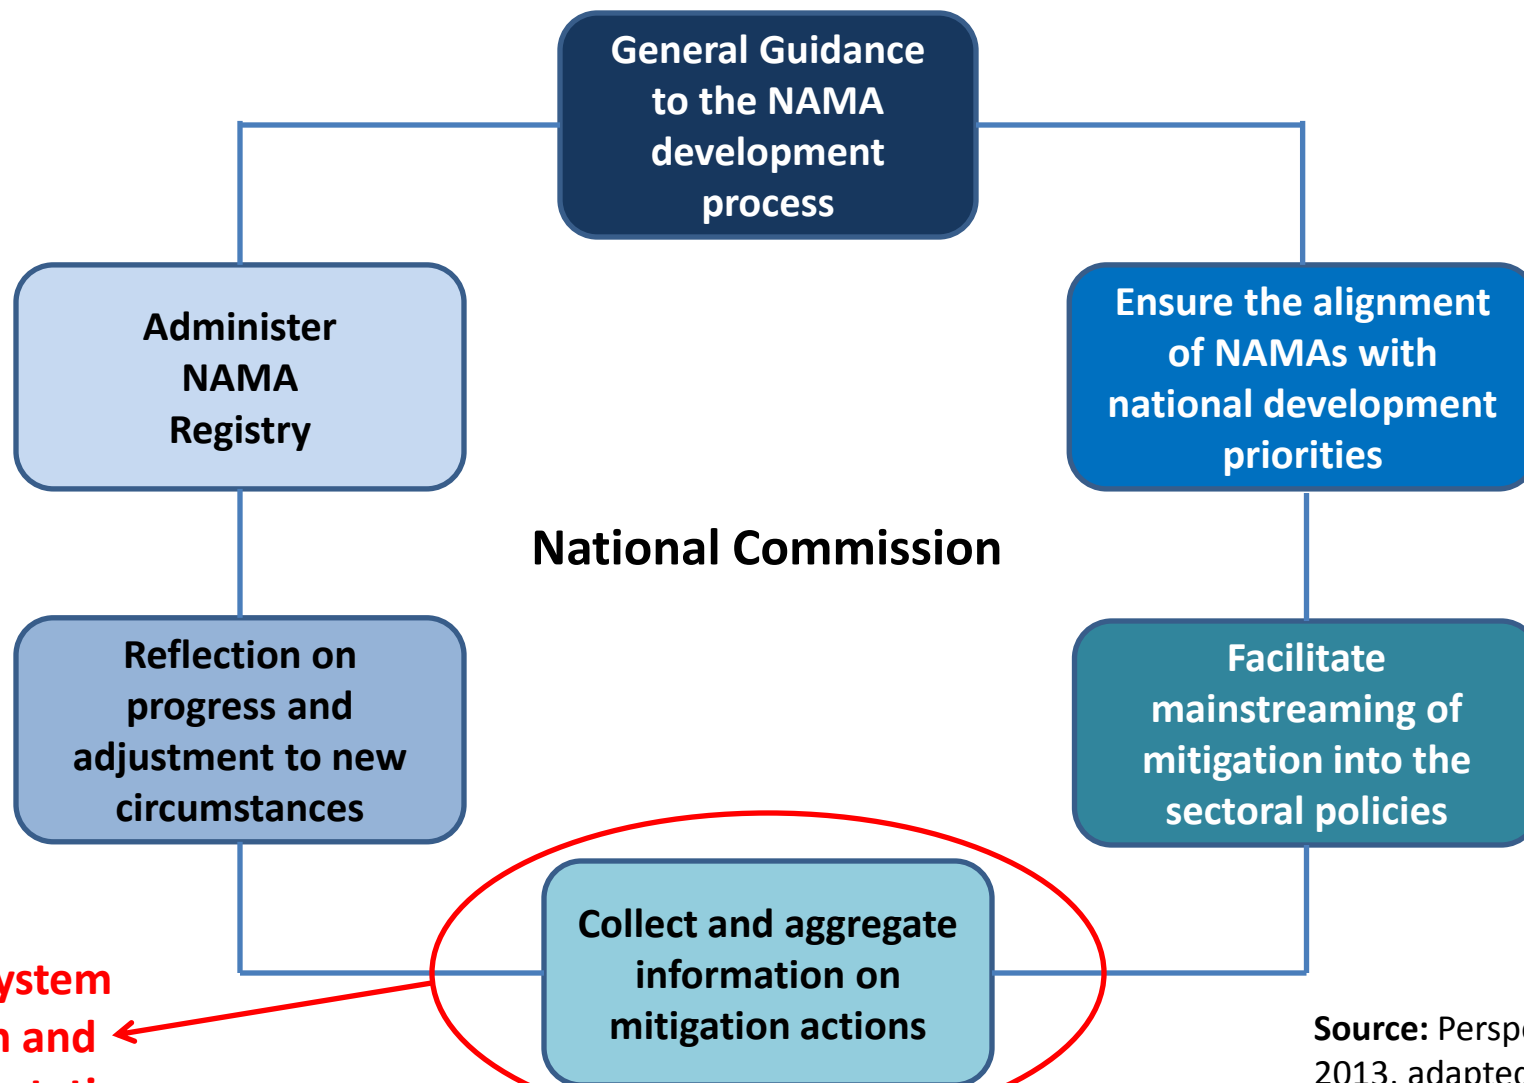 General Guidance
to the NAMA
development
process
Administer
NAMA
Registry
Ensure the alignment
of NAMAs with
national development
priorities
National Commission
Reflection on
progress and
adjustment to new
circumstances
Facilitate
mainstreaming of
mitigation into the
sectoral policies
Collect and aggregate
information on
mitigation actions
and
Source:
2013, adapted